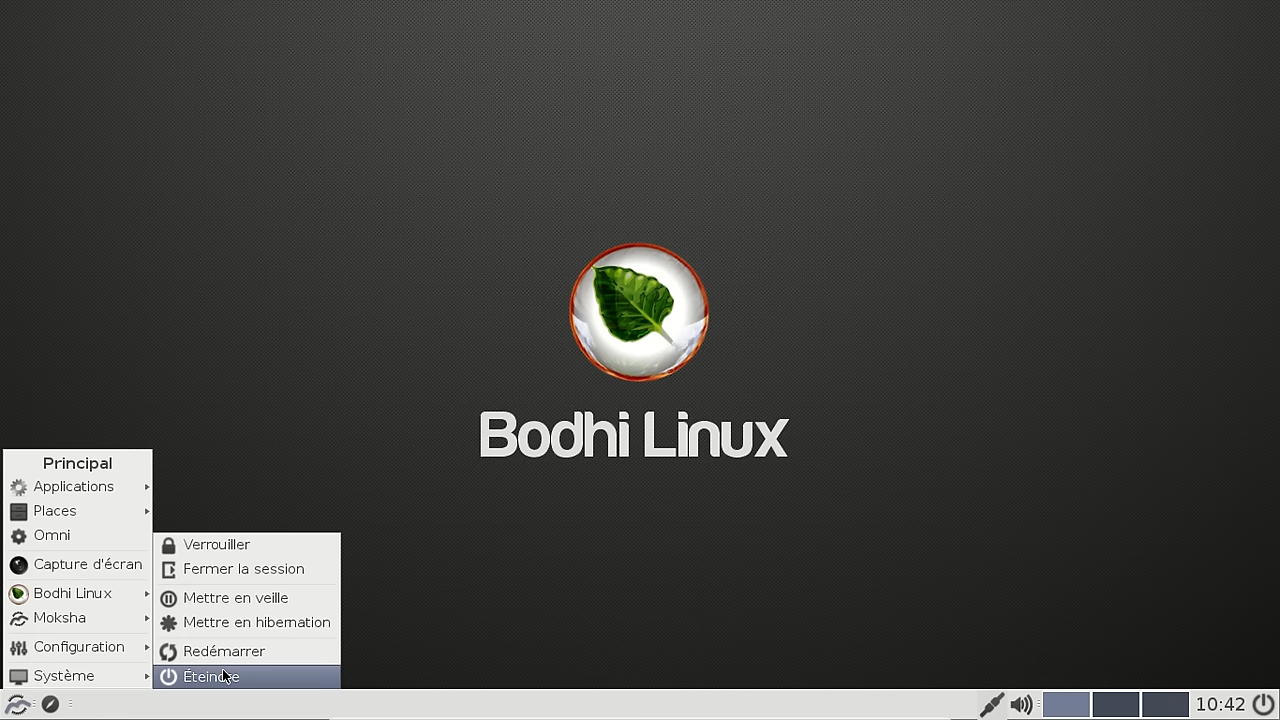 Bodhi Linux
Principal
Applications
Places
Omni
Capture d'écran
Bodhi Linux
Moksha
Configuration
Système
Verrouiller
Fermer la session
Mettre en veille
Mettre en hibernation
Redémarrer
Éteindre
10:42